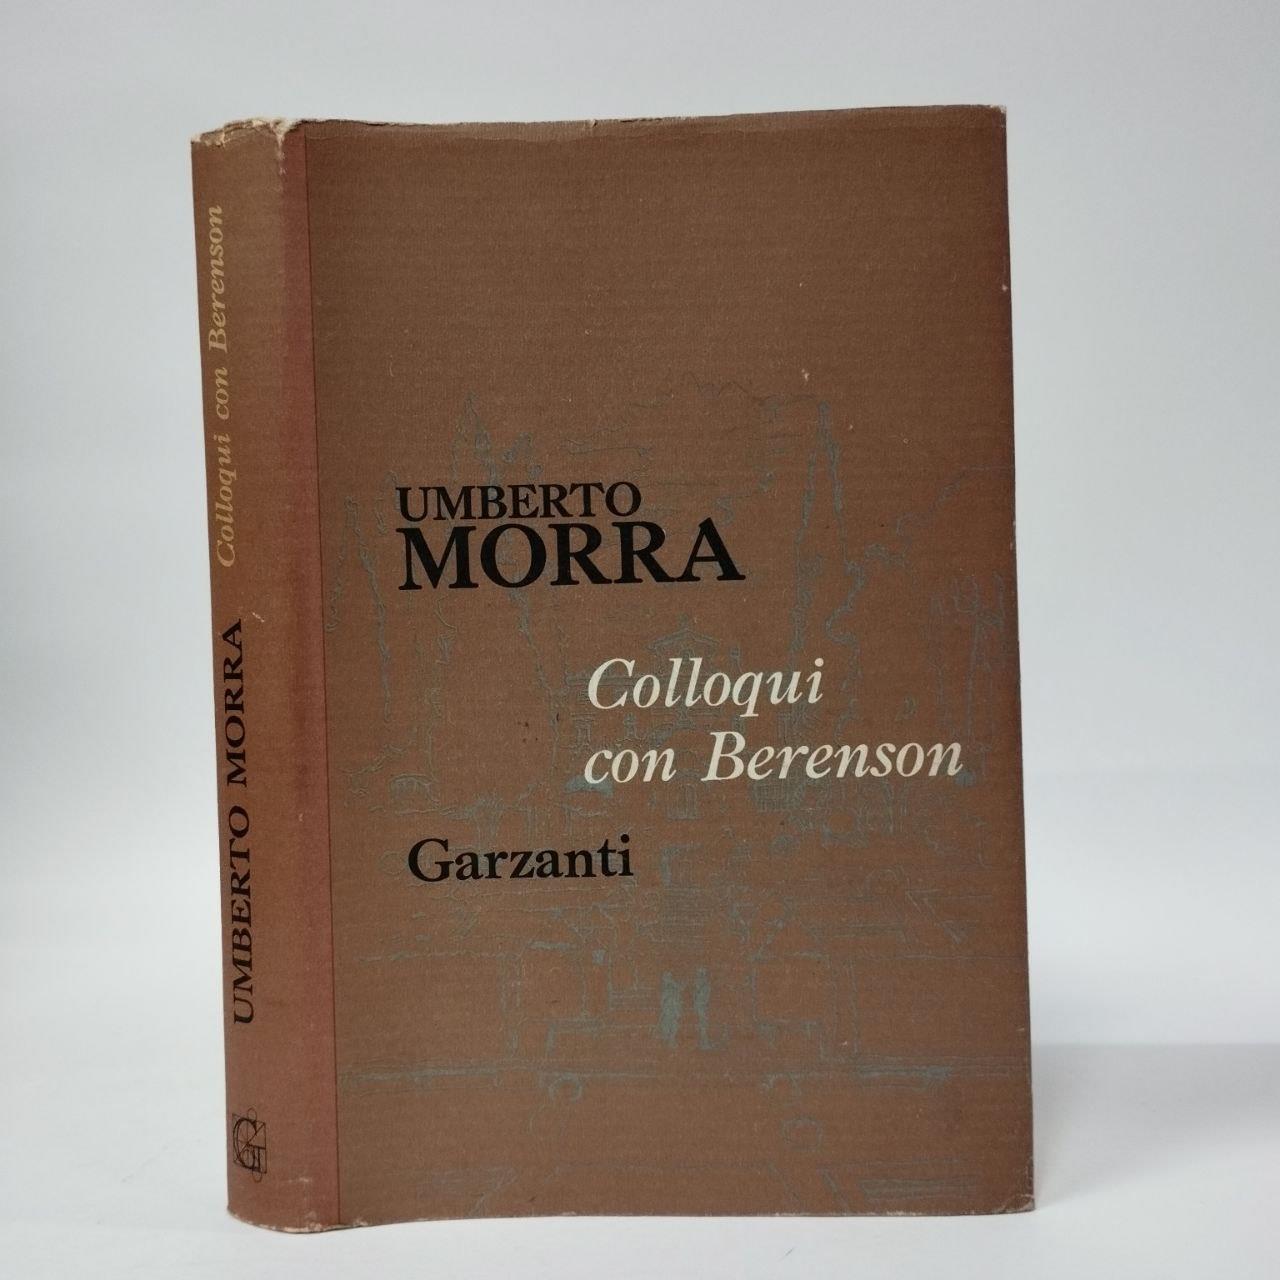 UMBERTO MORRA Colloqui con Berenson
UMBERTO
MORRA
Colloqui
con Berenson
Garzanti